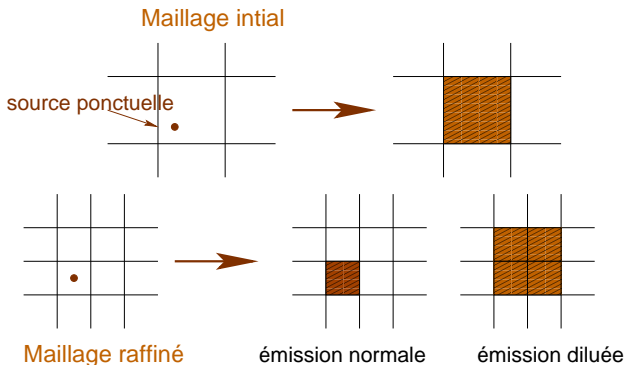 Maillage intial
source ponctuelle
Maillage raffiné
émission normale
émission diluée